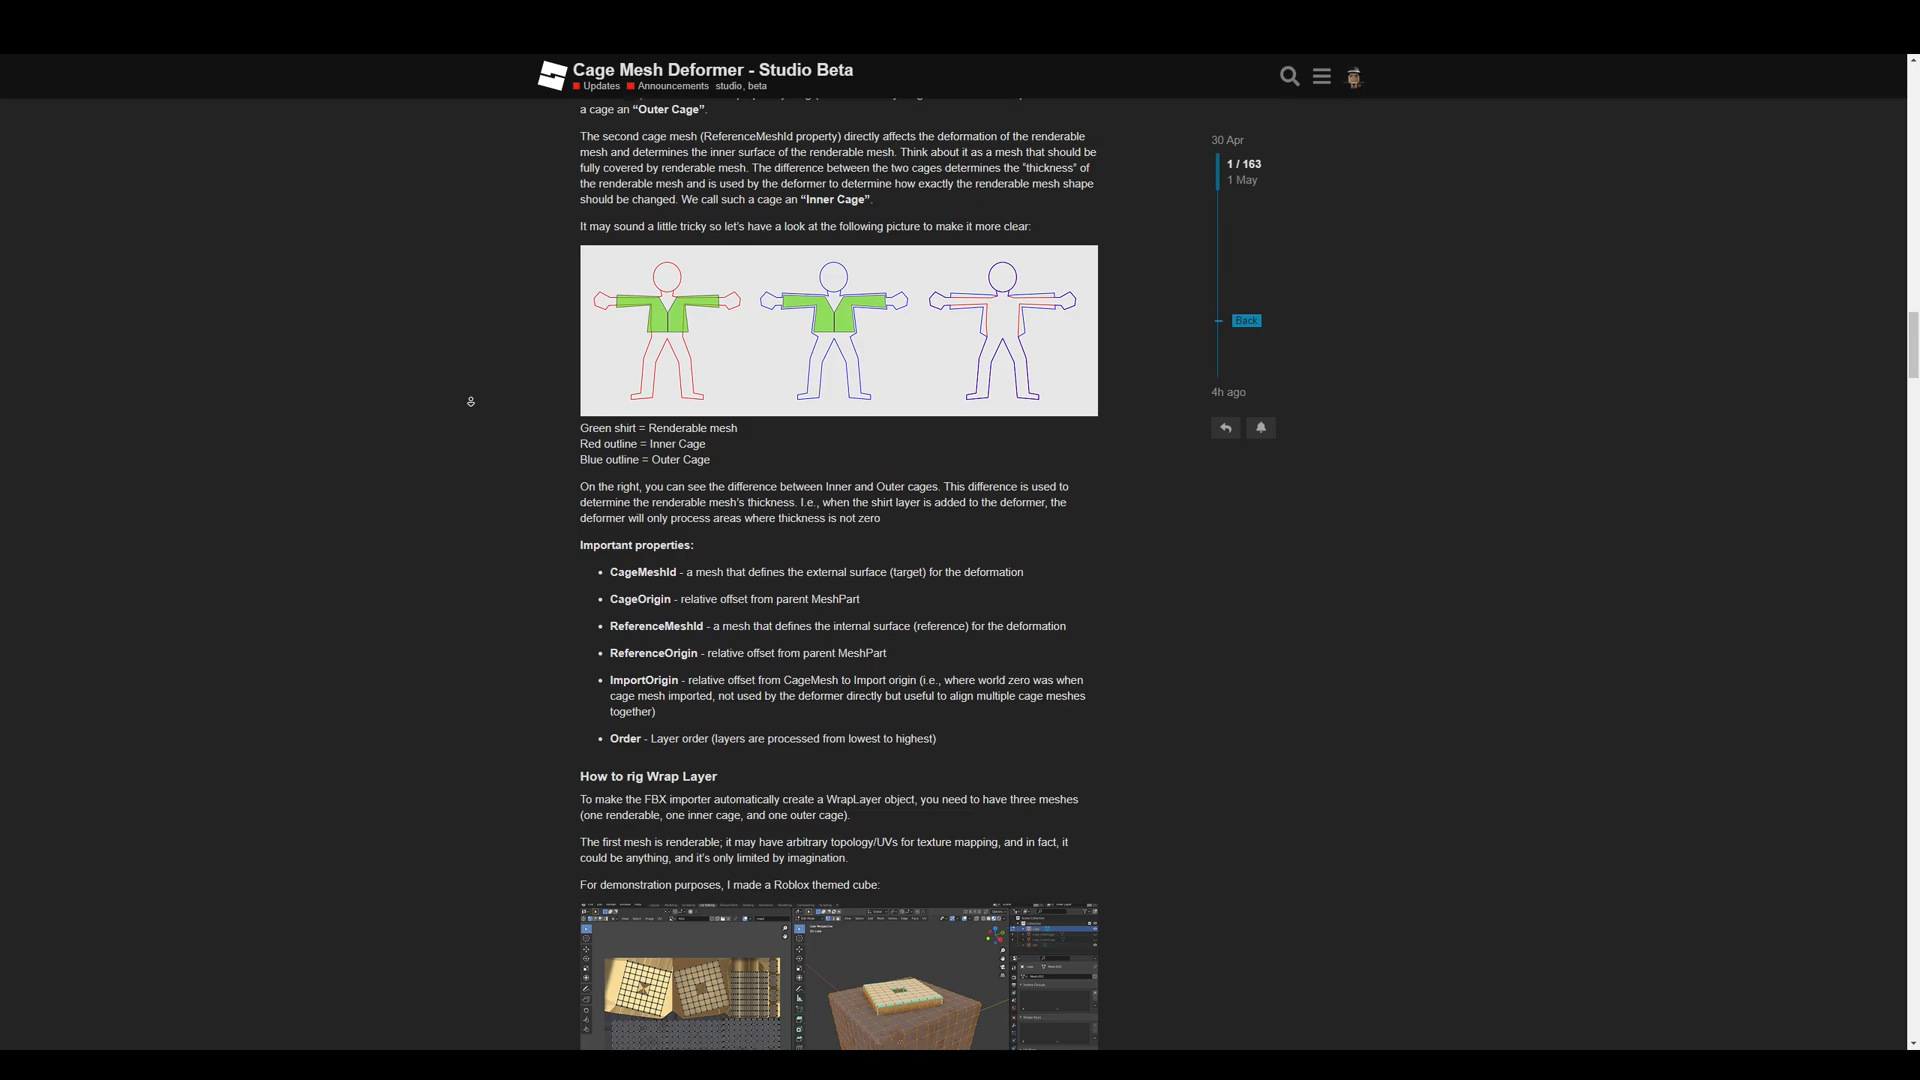 Cage Mesh Deformer - Studio Beta
Updates Announcements studio, beta
a cage an “Outer Cage”.
The second cage mesh (ReferenceMeshId property) directly affects the deformation of the renderable
mesh and determines the inner surface of the renderable mesh. Think about it as a mesh that should be
fully covered by renderable mesh. The difference between the two cages determines the “thickness” of
the renderable mesh and is used by the deformer to determine how exactly the renderable mesh shape
should be changed. We call such a cage an “Inner Cage”.
It may sound a little tricky so let’s have a look at the following picture to make it more clear:
Green shirt = Renderable mesh
Red outline = Inner Cage
Blue outline = Outer Cage
On the right, you can see the difference between Inner and Outer cages. This difference is used to
determine the renderable mesh’s thickness. I.e., when the shirt layer is added to the deformer, the
deformer will only process areas where thickness is not zero
Important properties:
CageMeshId - a mesh that defines the external surface (target) for the deformation
CageOrigin - relative offset from parent MeshPart
ReferenceMeshId - a mesh that defines the internal surface (reference) for the deformation
ReferenceOrigin - relative offset from parent MeshPart
ImportOrigin - relative offset from CageMesh to Import origin (i.e., where world zero was when
cage mesh imported, not used by the deformer directly but useful to align multiple cage meshes
together)
Order - Layer order (layers are processed from lowest to highest)
How to rig Wrap Layer
To make the FBX importer automatically create a WrapLayer object, you need to have three meshes
(one renderable, one inner cage, and one outer cage).
The first mesh is renderable; it may have arbitrary topology/UVs for texture mapping, and in fact, it
could be anything, and it’s only limited by imagination.
For demonstration purposes, I made a Roblox themed cube:
30 Apr
1 / 163
1 May
Back
4h ago